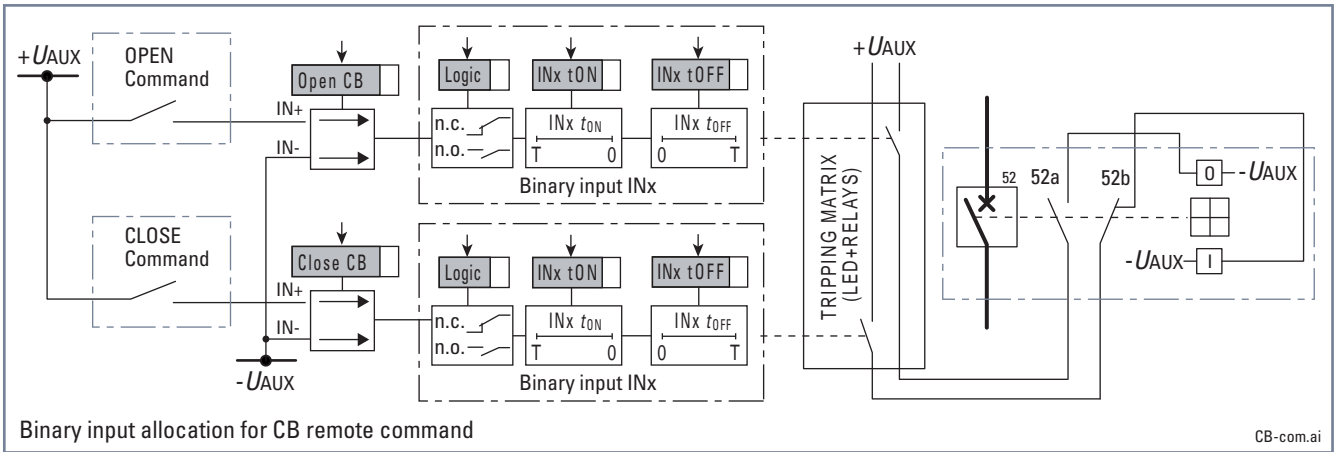 +UAUX
OPEN
Command
Open CB
IN+
IN-
Logic
INx tON
INx tOFF
n.c.
n.o.
INx tON
T 0
INx tOFF
0 T
Binary input INx
CLOSE
Command
Close CB
IN+
IN-
-UAUX
Logic
INx tON
INx tOFF
n.c.
n.o.
INx tON
T 0
INx tOFF
0 T
Binary input INx
+UAUX
TRIPPING MATRIX
(LED+RELAYS)
52
52a
52b
O
-UAUX
-UAUX
I
Binary input allocation for CB remote command
CB-com.ai